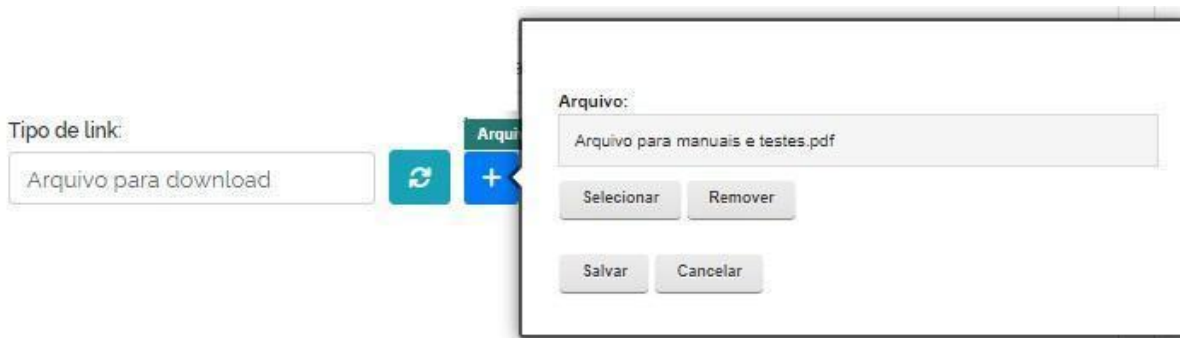 Tipo de link:
Arquivo para download
Arqui
Arquivo:
Arquivo para manuais e testes.pdf
Selecionar Remover
Salvar Cancelar